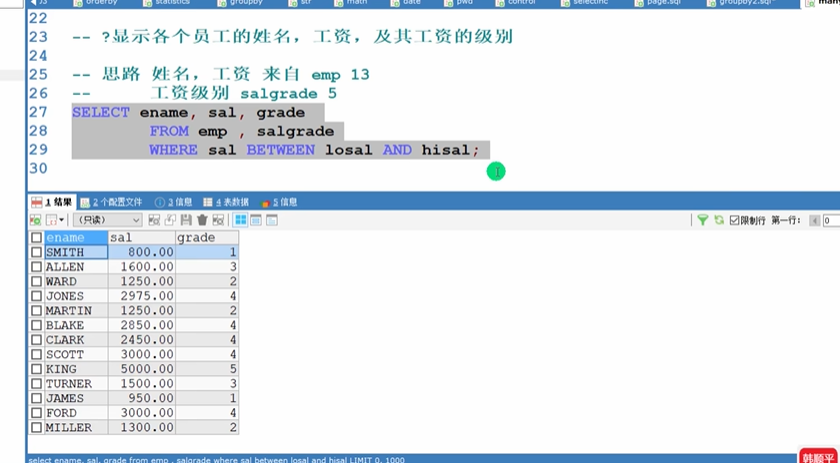 orderby statistics groupby str math date pwd control selectinc page.sql groupby2.sql* many
22
23 -- ?显示各个员工的姓名，工资，及其工资的级别
24
25 -- 思路 姓名，工资 来自 emp 13
26 -- 工资级别 salgrade 5
27 SELECT ename, sal, grade
28 FROM emp , salgrade
29 WHERE sal BETWEEN losal AND hisal;
30
1 结果 2 个配置文件 3 信息 4 表数据 5 信息
(只读) 限制行 第一行: 0
ename sal grade
SMITH 800.00 1
ALLEN 1600.00 3
WARD 1250.00 2
JONES 2975.00 4
MARTIN 1250.00 2
BLAKE 2850.00 4
CLARK 2450.00 4
SCOTT 3000.00 4
KING 5000.00 5
TURNER 1500.00 3
JAMES 950.00 1
FORD 3000.00 4
MILLER 1300.00 2
select ename, sal, grade from emp , salgrade where sal between losal and hisal LIMIT 0, 1000
韩顺平